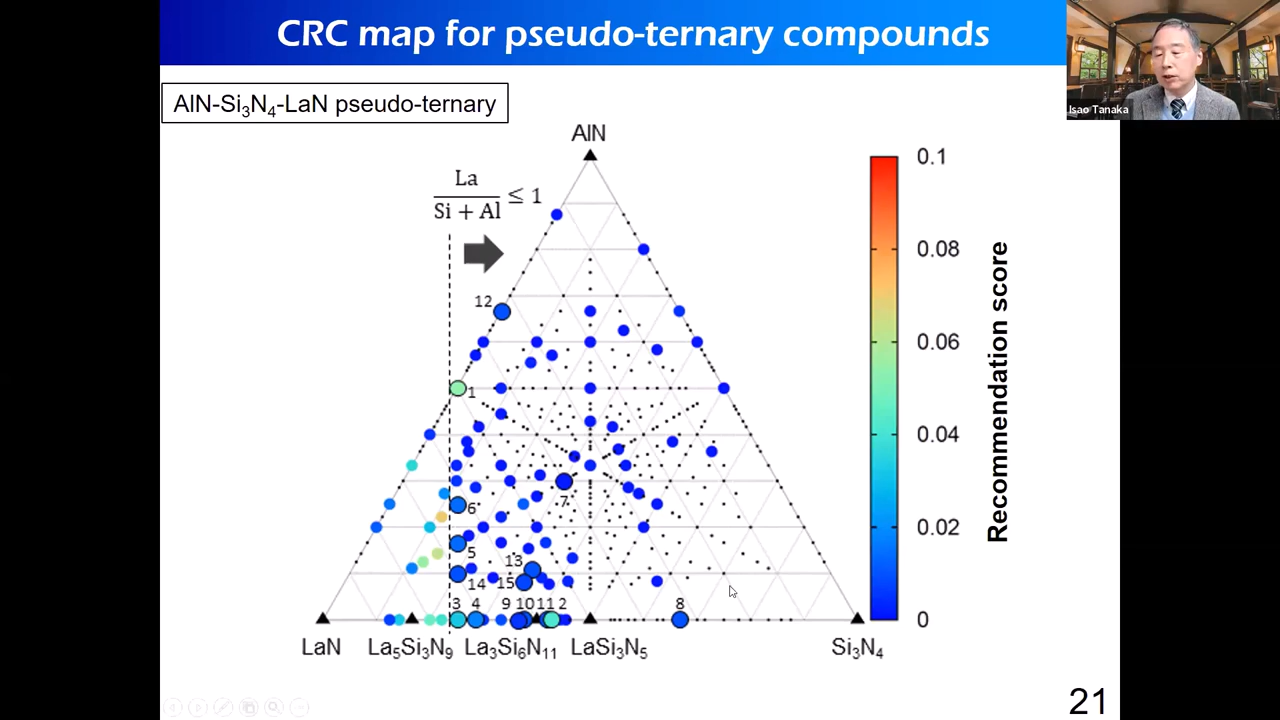 CRC map for pseudo-ternary compounds
Isao Tanaka
AlN-Si₃N₄-LaN pseudo-ternary
AlN
La
Si + Al
≤ 1
0.1
0.08
0.06
0.04
0.02
0
Recommendation score
12
1
7
6
5
13
14
15
3
4
9
10
11
2
8
LaN
La₅Si₃N₉
La₃Si₆N₁₁
LaSi₃N₅
Si₃N₄
21